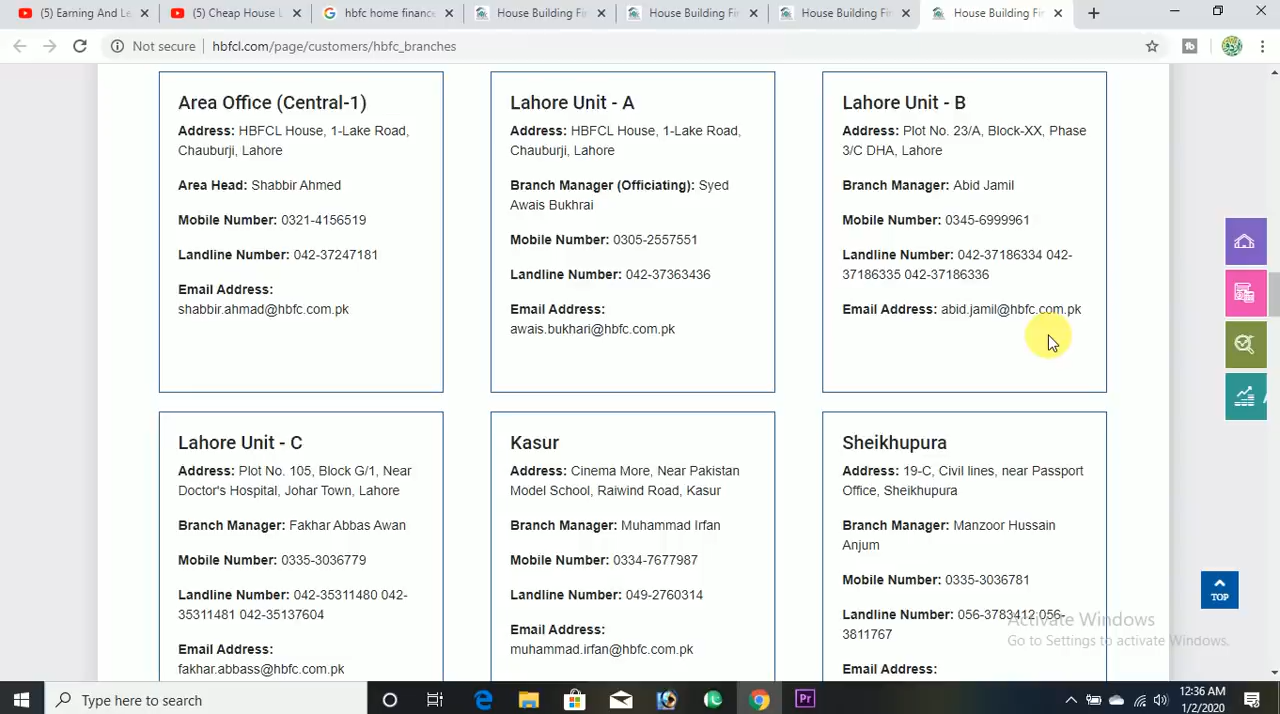 (5) Earning And Le
(5) Cheap House L
hbfc home finance
House Building Fi
House Building Fi
House Building Fi
House Building Fi
Not secure
hbfcl.com/page/customers/hbfc_branches
Area Office (Central-1)
Address: HBFCL House, 1-Lake Road,
Chauburji, Lahore
Area Head: Shabbir Ahmed
Mobile Number: 0321-4156519
Landline Number: 042-37247181
Email Address:
shabbir.ahmad@hbfc.com.pk
Lahore Unit - A
Address: HBFCL House, 1-Lake Road,
Chauburji, Lahore
Branch Manager (Officiating): Syed
Awais Bukhrai
Mobile Number: 0305-2557551
Landline Number: 042-37363436
Email Address:
awais.bukhari@hbfc.com.pk
Lahore Unit - B
Address: Plot No. 23/A, Block-XX, Phase
3/C DHA, Lahore
Branch Manager: Abid Jamil
Mobile Number: 0345-6999961
Landline Number: 042-37186334 042-
37186335 042-37186336
Email Address: abid.jamil@hbfc.com.pk
Lahore Unit - C
Address: Plot No. 105, Block G/1, Near
Doctor's Hospital, Johar Town, Lahore
Branch Manager: Fakhar Abbas Awan
Mobile Number: 0335-3036779
Landline Number: 042-35311480 042-
35311481 042-35137604
Email Address:
fakhar.abbass@hbfc.com.pk
Kasur
Address: Cinema More, Near Pakistan
Model School, Raiwind Road, Kasur
Branch Manager: Muhammad Irfan
Mobile Number: 0334-7677987
Landline Number: 049-2760314
Email Address:
muhammad.irfan@hbfc.com.pk
Sheikhupura
Address: 19-C, Civil lines, near Passport
Office, Sheikhupura
Branch Manager: Manzoor Hussain
Anjum
Mobile Number: 0335-3036781
Landline Number: 056-3783412 056-
3811767
Email Address:
TOP
Activate Windows
Go to Settings to activate Windows.
Type here to search
Pr
12:36 AM
1/2/2020